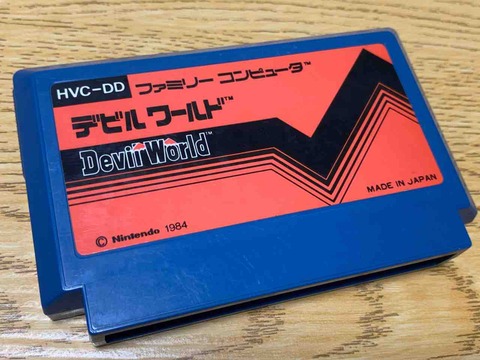 HVC-DD ファミリー コンピュータ™
デビル ワールド™
Devil World™
MADE IN JAPAN
© Nintendo 1984